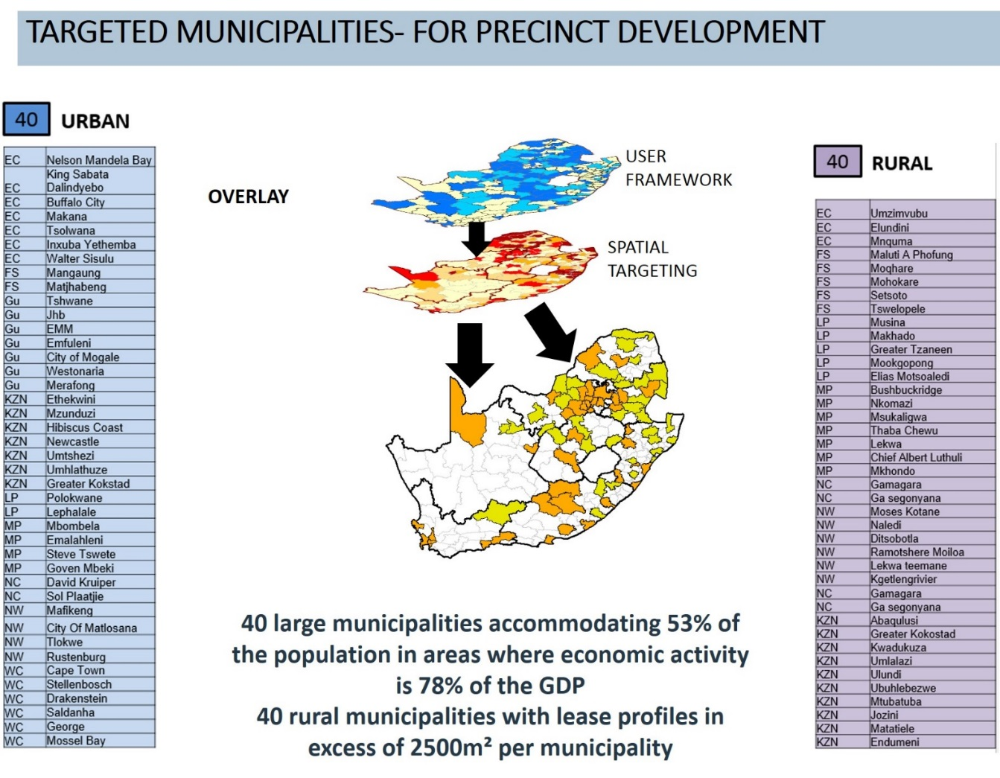 TARGETED MUNICIPALITIES- FOR PRECINCT DEVELOPMENT
40 URBAN
EC Nelson Mandela Bay
King Sabata
EC Dalindyebo
EC Buffalo City
EC Makana
EC Tsolwana
EC Inxuba Yethemba
EC Walter Sisulu
FS Mangaung
FS Matjhabeng
Gu Tshwane
Gu Jhb
Gu EMM
Gu Emfuleni
Gu City of Mogale
Gu Westonaria
Gu Merafong
KZN Ethekwini
KZN Mzunduzi
KZN Hibiscus Coast
KZN Newcastle
KZN Umtshezi
KZN Umhlathuze
KZN Greater Kokstad
LP Polokwane
LP Lephalale
MP Mbombela
MP Emalahleni
MP Steve Tswete
MP Goven Mbeki
NC David Kruiper
NC Sol Plaatjie
NW Mafikeng
NW City Of Matlosana
NW Tlokwe
NW Rustenburg
WC Cape Town
WC Stellenbosch
WC Drakenstein
WC Saldanha
WC George
WC Mossel Bay
OVERLAY
USER
FRAMEWORK
SPATIAL
TARGETING
40 large municipalities accommodating 53% of
the population in areas where economic activity
is 78% of the GDP
40 rural municipalities with lease profiles in
excess of 2500m² per municipality
40 RURAL
EC Umzimvubu
EC Elundini
EC Mnquma
FS Maluti A Phofung
FS Moqhare
FS Mohokare
FS Setsoto
FS Tswelopele
LP Musina
LP Makhado
LP Greater Tzaneen
LP Mookgopong
LP Elias Motsoaledi
MP Bushbuckridge
MP Nkomazi
MP Msukaligwa
MP Thaba Chewu
MP Lekwa
MP Chief Albert Luthuli
MP Mkhondo
NC Gamagara
NC Ga segonyana
NW Moses Kotane
NW Naledi
NW Ditsobotla
NW Ramotshere Moiloa
NW Lekwa teemane
NW Kgetlengrivier
NC Gamagara
NC Ga segonyana
KZN Abaqulusi
KZN Greater Kokostad
KZN Kwadukuza
KZN Umlalazi
KZN Ulundi
KZN Ubuhlebezwe
KZN Mtubatuba
KZN Jozini
KZN Matatiele
KZN Endumeni